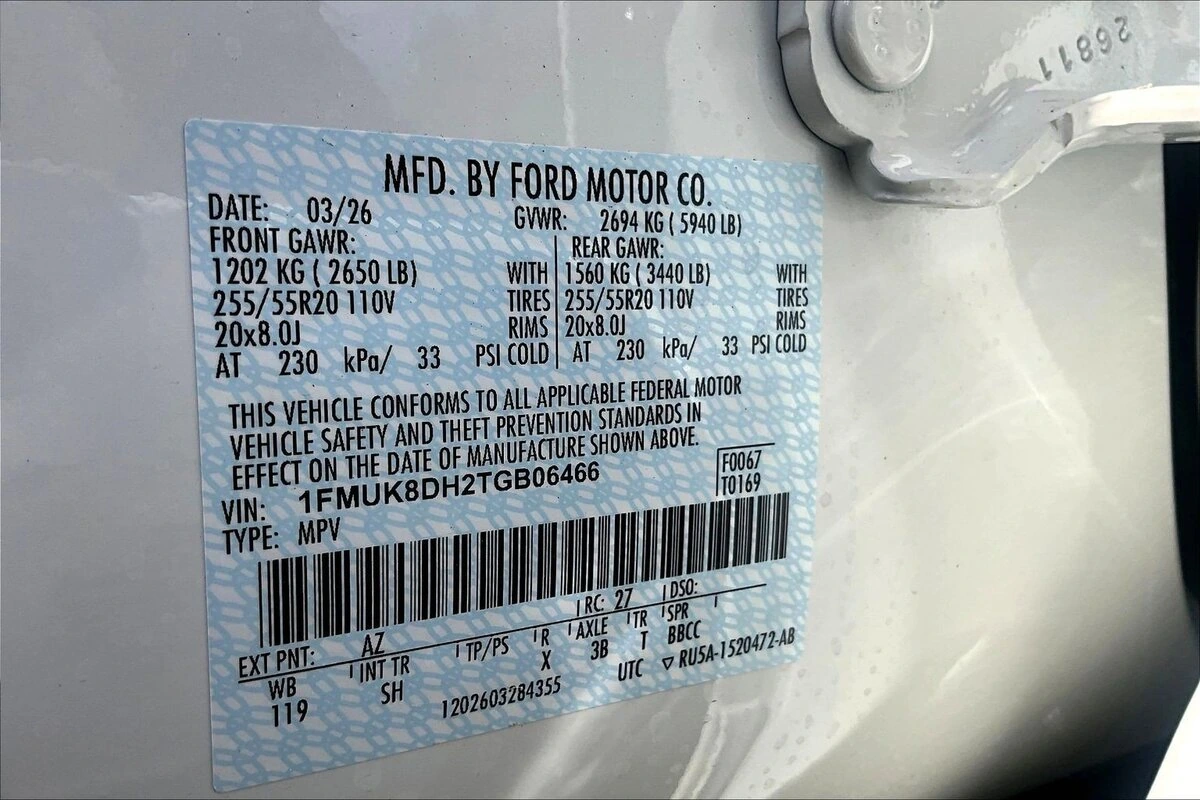 26811
MFD. BY FORD MOTOR CO.
DATE: 03/26 GVWR: 2694 KG ( 5940 LB)
FRONT GAWR: REAR GAWR:
1202 KG ( 2650 LB) WITH 1560 KG ( 3440 LB) WITH
255/55R20 110V TIRES 255/55R20 110V TIRES
20x8.0J RIMS 20x8.0J RIMS
AT 230 kPa/ 33 PSI COLD AT 230 kPa/ 33 PSI COLD
THIS VEHICLE CONFORMS TO ALL APPLICABLE FEDERAL MOTOR
VEHICLE SAFETY AND THEFT PREVENTION STANDARDS IN
EFFECT ON THE DATE OF MANUFACTURE SHOWN ABOVE.
VIN: 1FMUK8DH2TGB06466 F0067
TYPE: MPV T0169
EXT PNT: AZ RC: 27 DSO:
WB INT TR TP/PS R AXLE TR SPR
119 SH X 3B T BBCC
1202603284355 UTC ▽ RU5A-1520472-AB